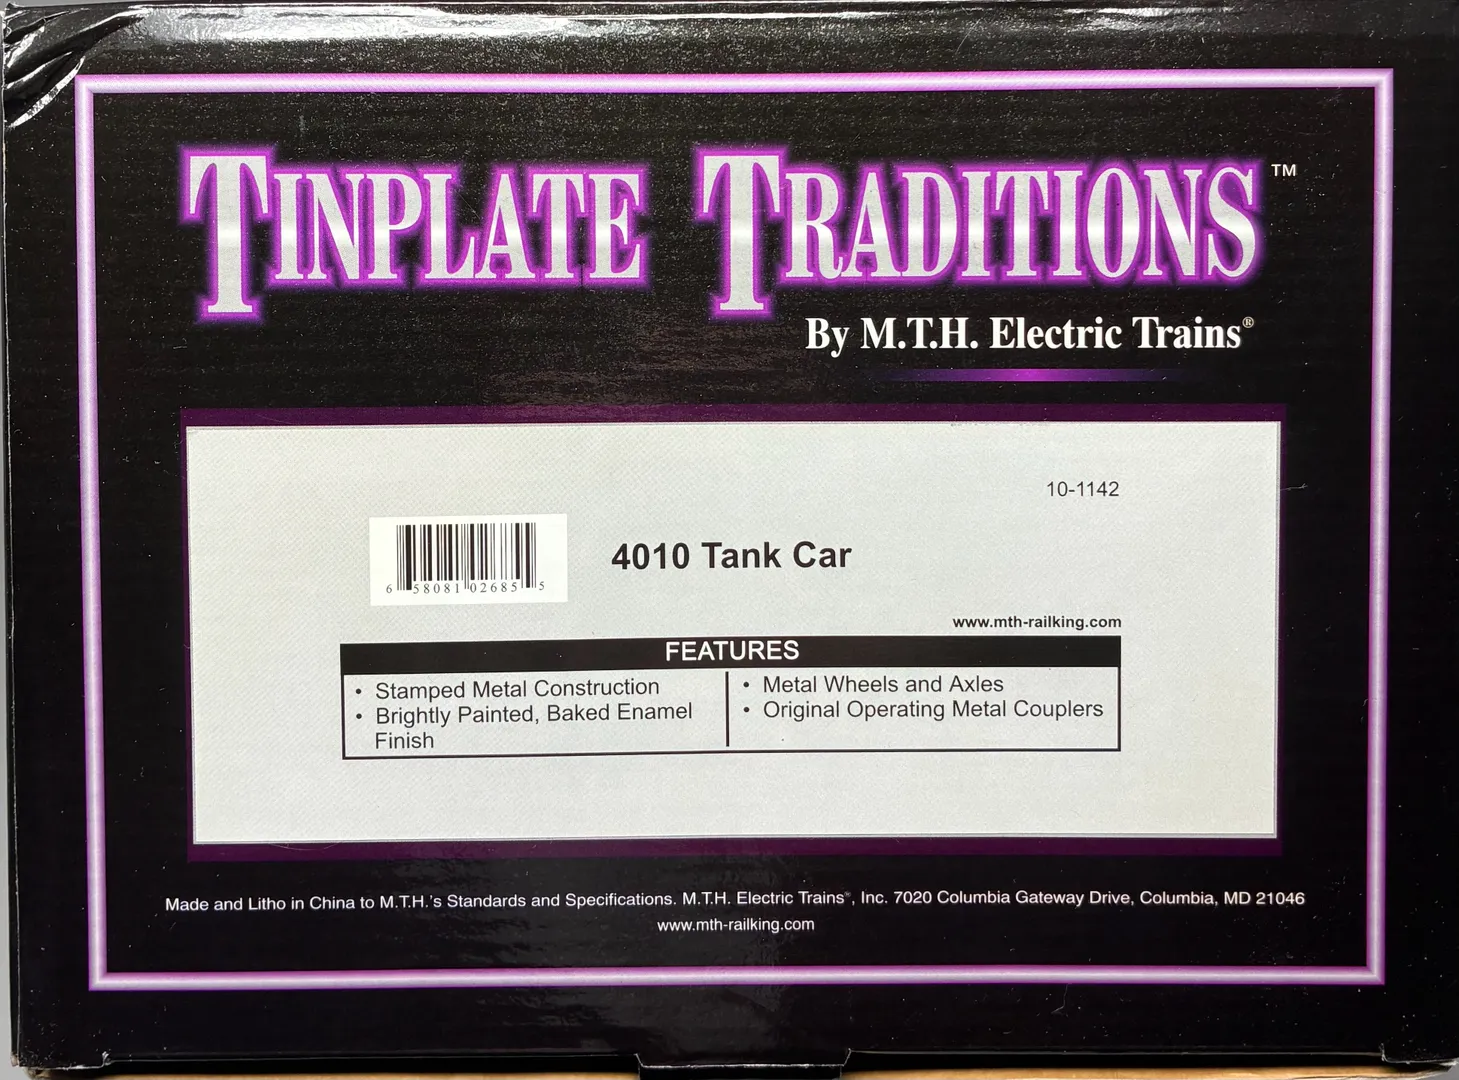 TINPLATE TRADITIONS™
By M.T.H. Electric Trains®
10-1142
4010 Tank Car
6 58081 02685 5
www.mth-railking.com
FEATURES
• Stamped Metal Construction
• Brightly Painted, Baked Enamel
Finish
• Metal Wheels and Axles
• Original Operating Metal Couplers
Made and Litho in China to M.T.H.'s Standards and Specifications. M.T.H. Electric Trains®, Inc. 7020 Columbia Gateway Drive, Columbia, MD 21046
www.mth-railking.com